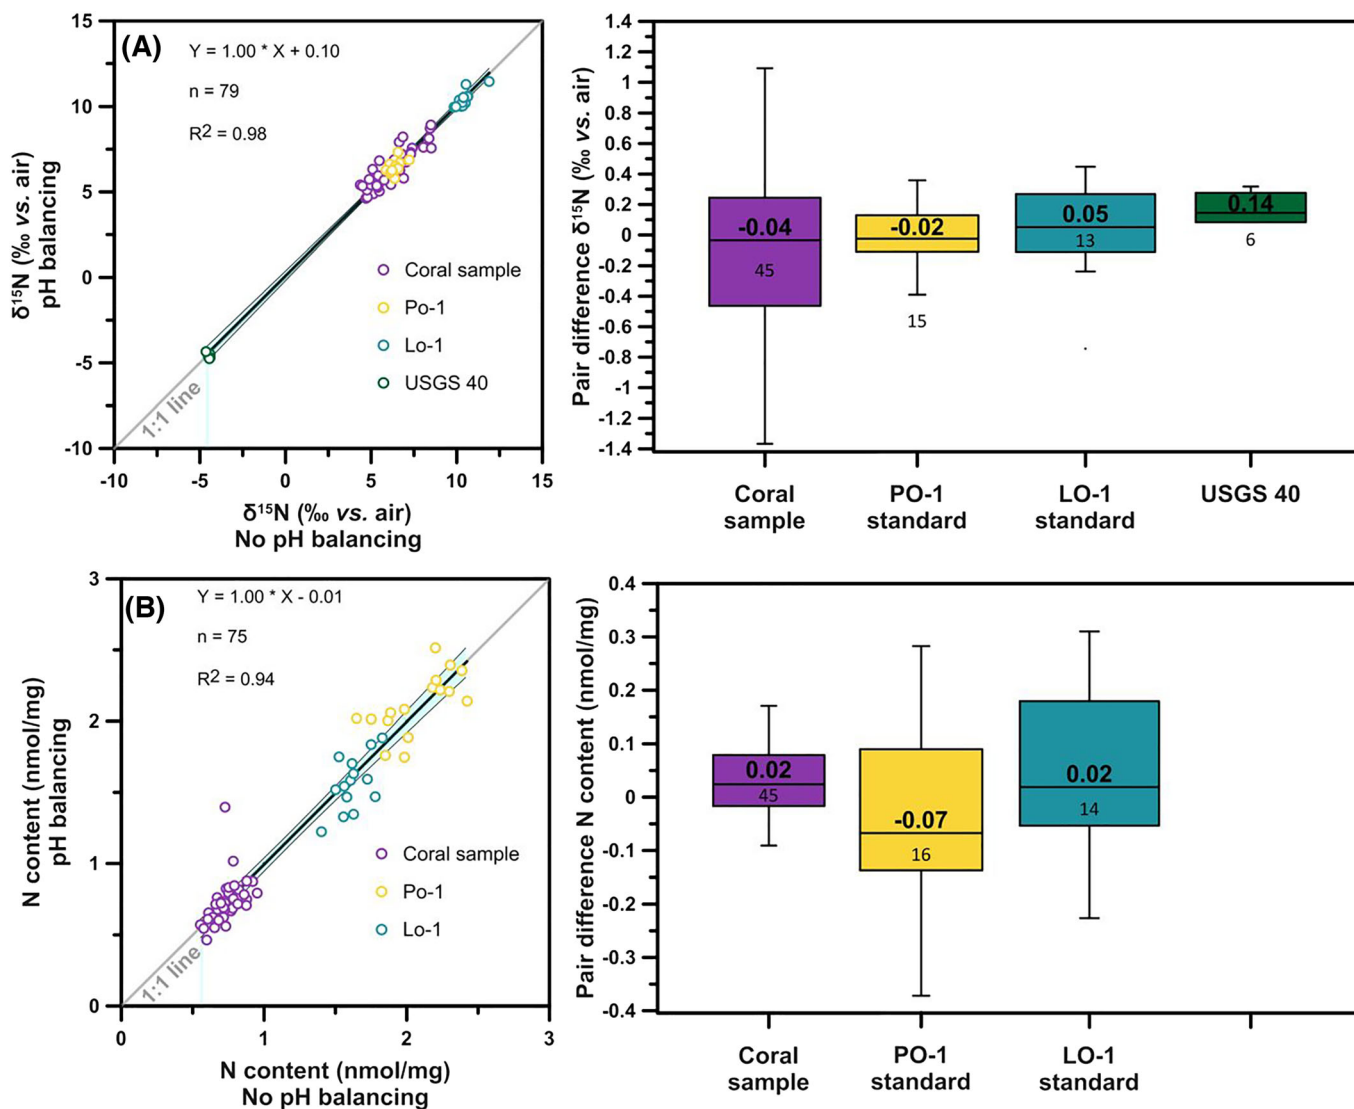 (A)
Y = 1.00 * X + 0.10
n = 79
R2 = 0.98
15
10
5
0
-5
-10
δ15N (‰ vs. air)
pH balancing
Coral sample
Po-1
Lo-1
USGS 40
1:1 line
-10
-5
0
5
10
15
δ15N (‰ vs. air)
No pH balancing
1.4
1.2
1
0.8
0.6
0.4
0.2
0
-0.2
-0.4
-0.6
-0.8
-1
-1.2
-1.4
Pair difference δ15N (‰ vs. air)
-0.04
45
-0.02
15
0.05
13
0.14
6
Coral
sample
PO-1
standard
LO-1
standard
USGS 40
(B)
Y = 1.00 * X - 0.01
n = 75
R2 = 0.94
3
2
1
0
N content (nmol/mg)
pH balancing
Coral sample
Po-1
Lo-1
1:1 line
0
1
2
3
N content (nmol/mg)
No pH balancing
0.4
0.3
0.2
0.1
0
-0.1
-0.2
-0.3
-0.4
Pair difference N content (nmol/mg)
0.02
45
-0.07
16
0.02
14
Coral
sample
PO-1
standard
LO-1
standard